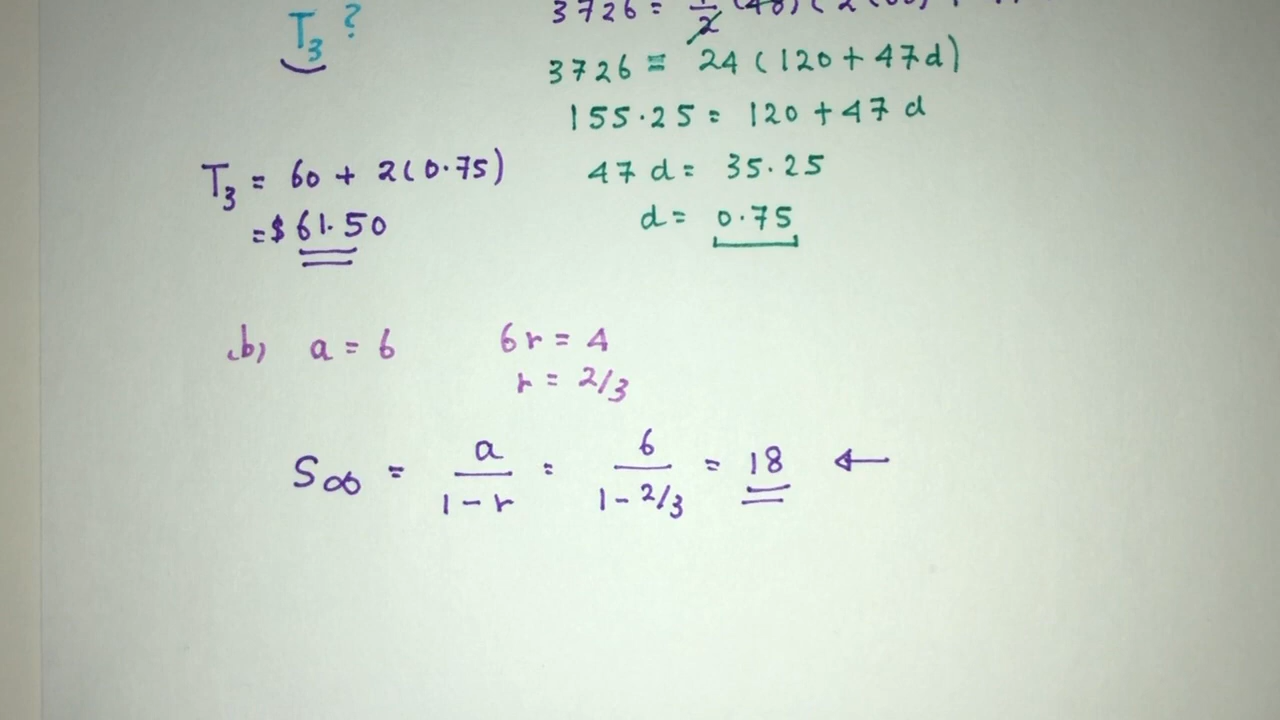 T₃ ?
3726 =
3726 = 24 (120 + 47d)
155.25 = 120 + 47 d
47 d = 35.25
d = 0.75
T₃ = 60 + 2(0.75)
= $ 61.50
(b) a = 6 6r = 4
r = 2/3
S∞ = a / 1 - r = 6 / 1 - 2/3 = 18 ←